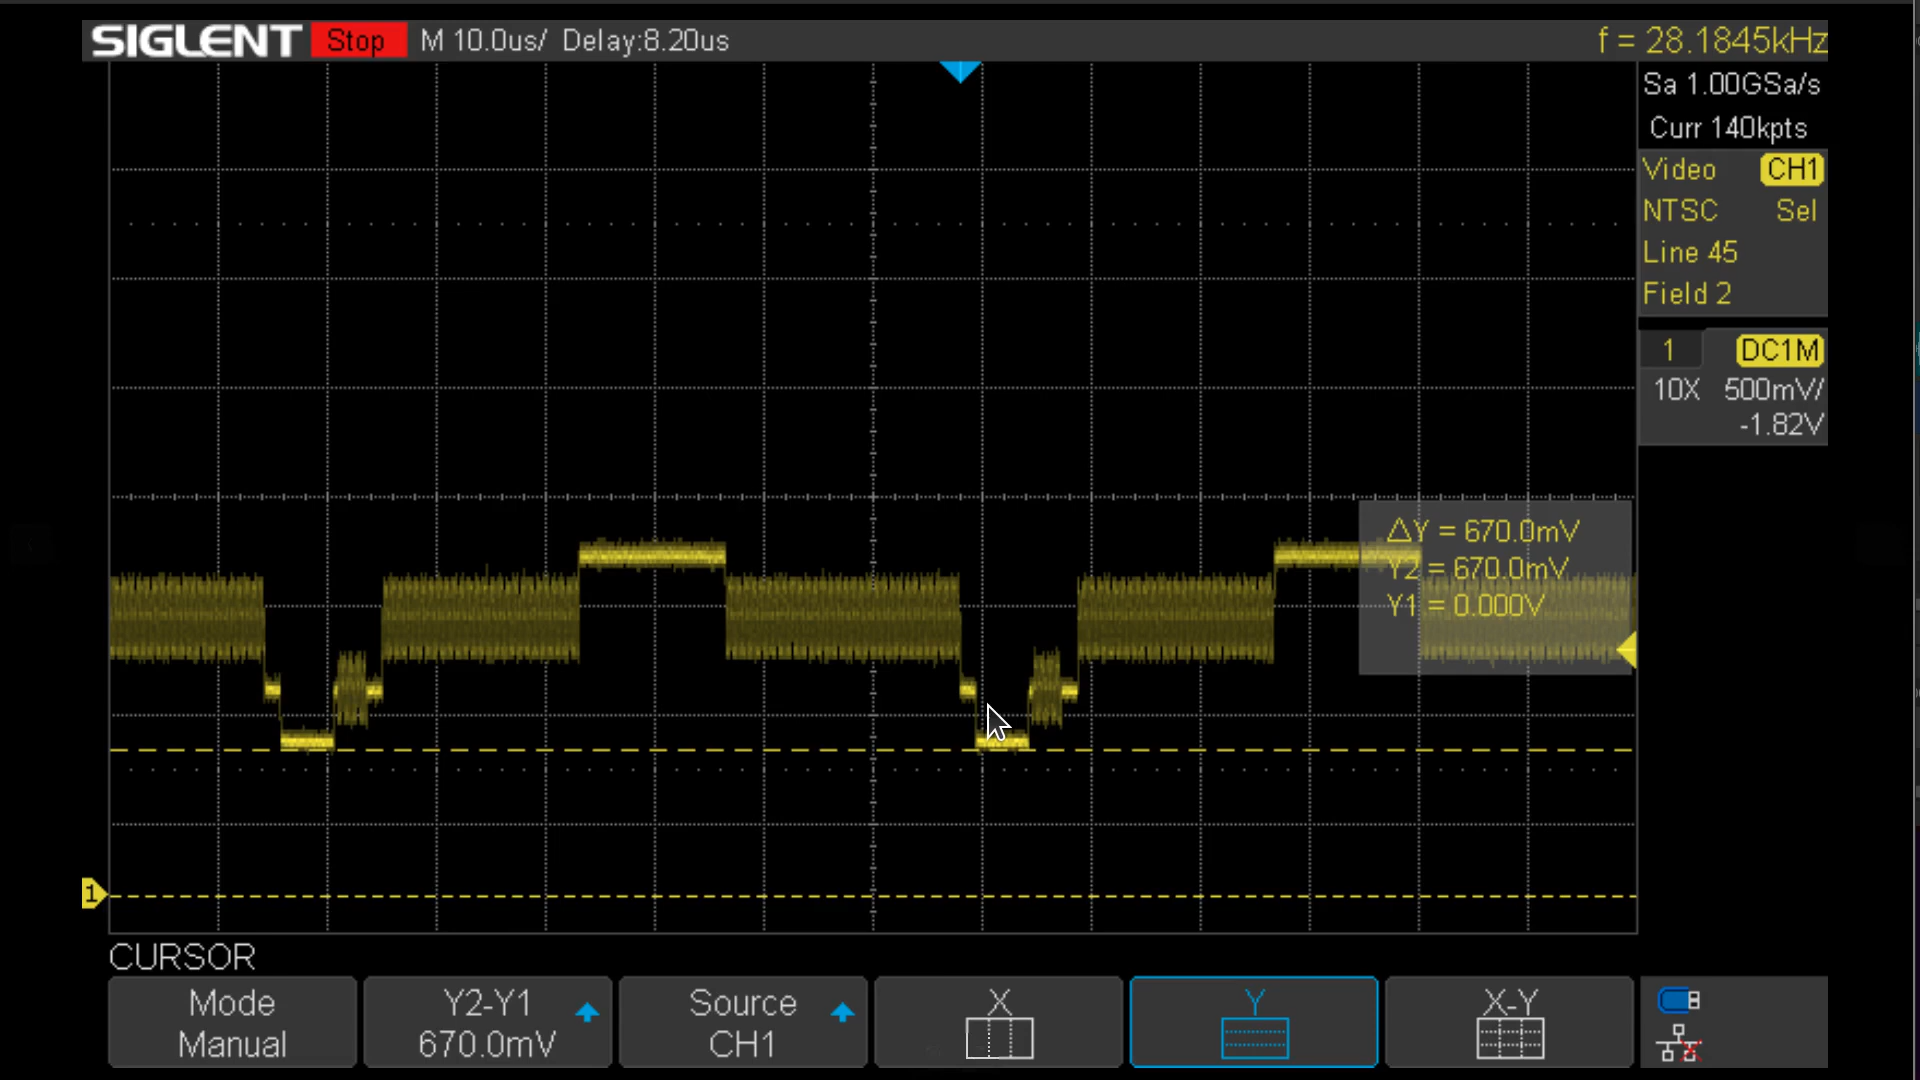 SIGLENT Stop M 10.0us/ Delay:8.20us f = 28.1845kHz
Sa 1.00GSa/s
Curr 140kpts
Video CH1
NTSC Sel
Line 45
Field 2
1 DC1M
10X 500mV/
-1.82V
△Y = 670.0mV
Y2 = 670.0mV
Y1 = 0.000V
1
CURSOR
Mode
Manual
Y2-Y1
670.0mV
Source
CH1
X
Y
X-Y